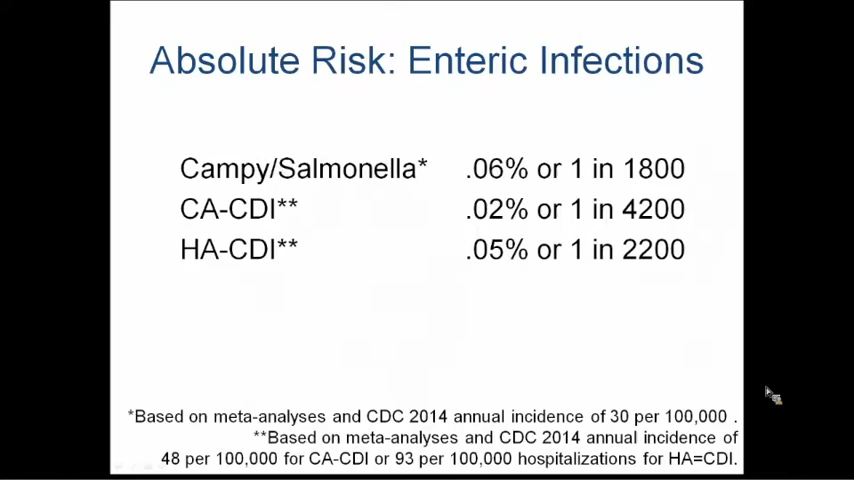 Absolute Risk: Enteric Infections
Campy/Salmonella* .06% or 1 in 1800
CA-CDI** .02% or 1 in 4200
HA-CDI** .05% or 1 in 2200
*Based on meta-analyses and CDC 2014 annual incidence of 30 per 100,000 .
**Based on meta-analyses and CDC 2014 annual incidence of
48 per 100,000 for CA-CDI or 93 per 100,000 hospitalizations for HA=CDI.